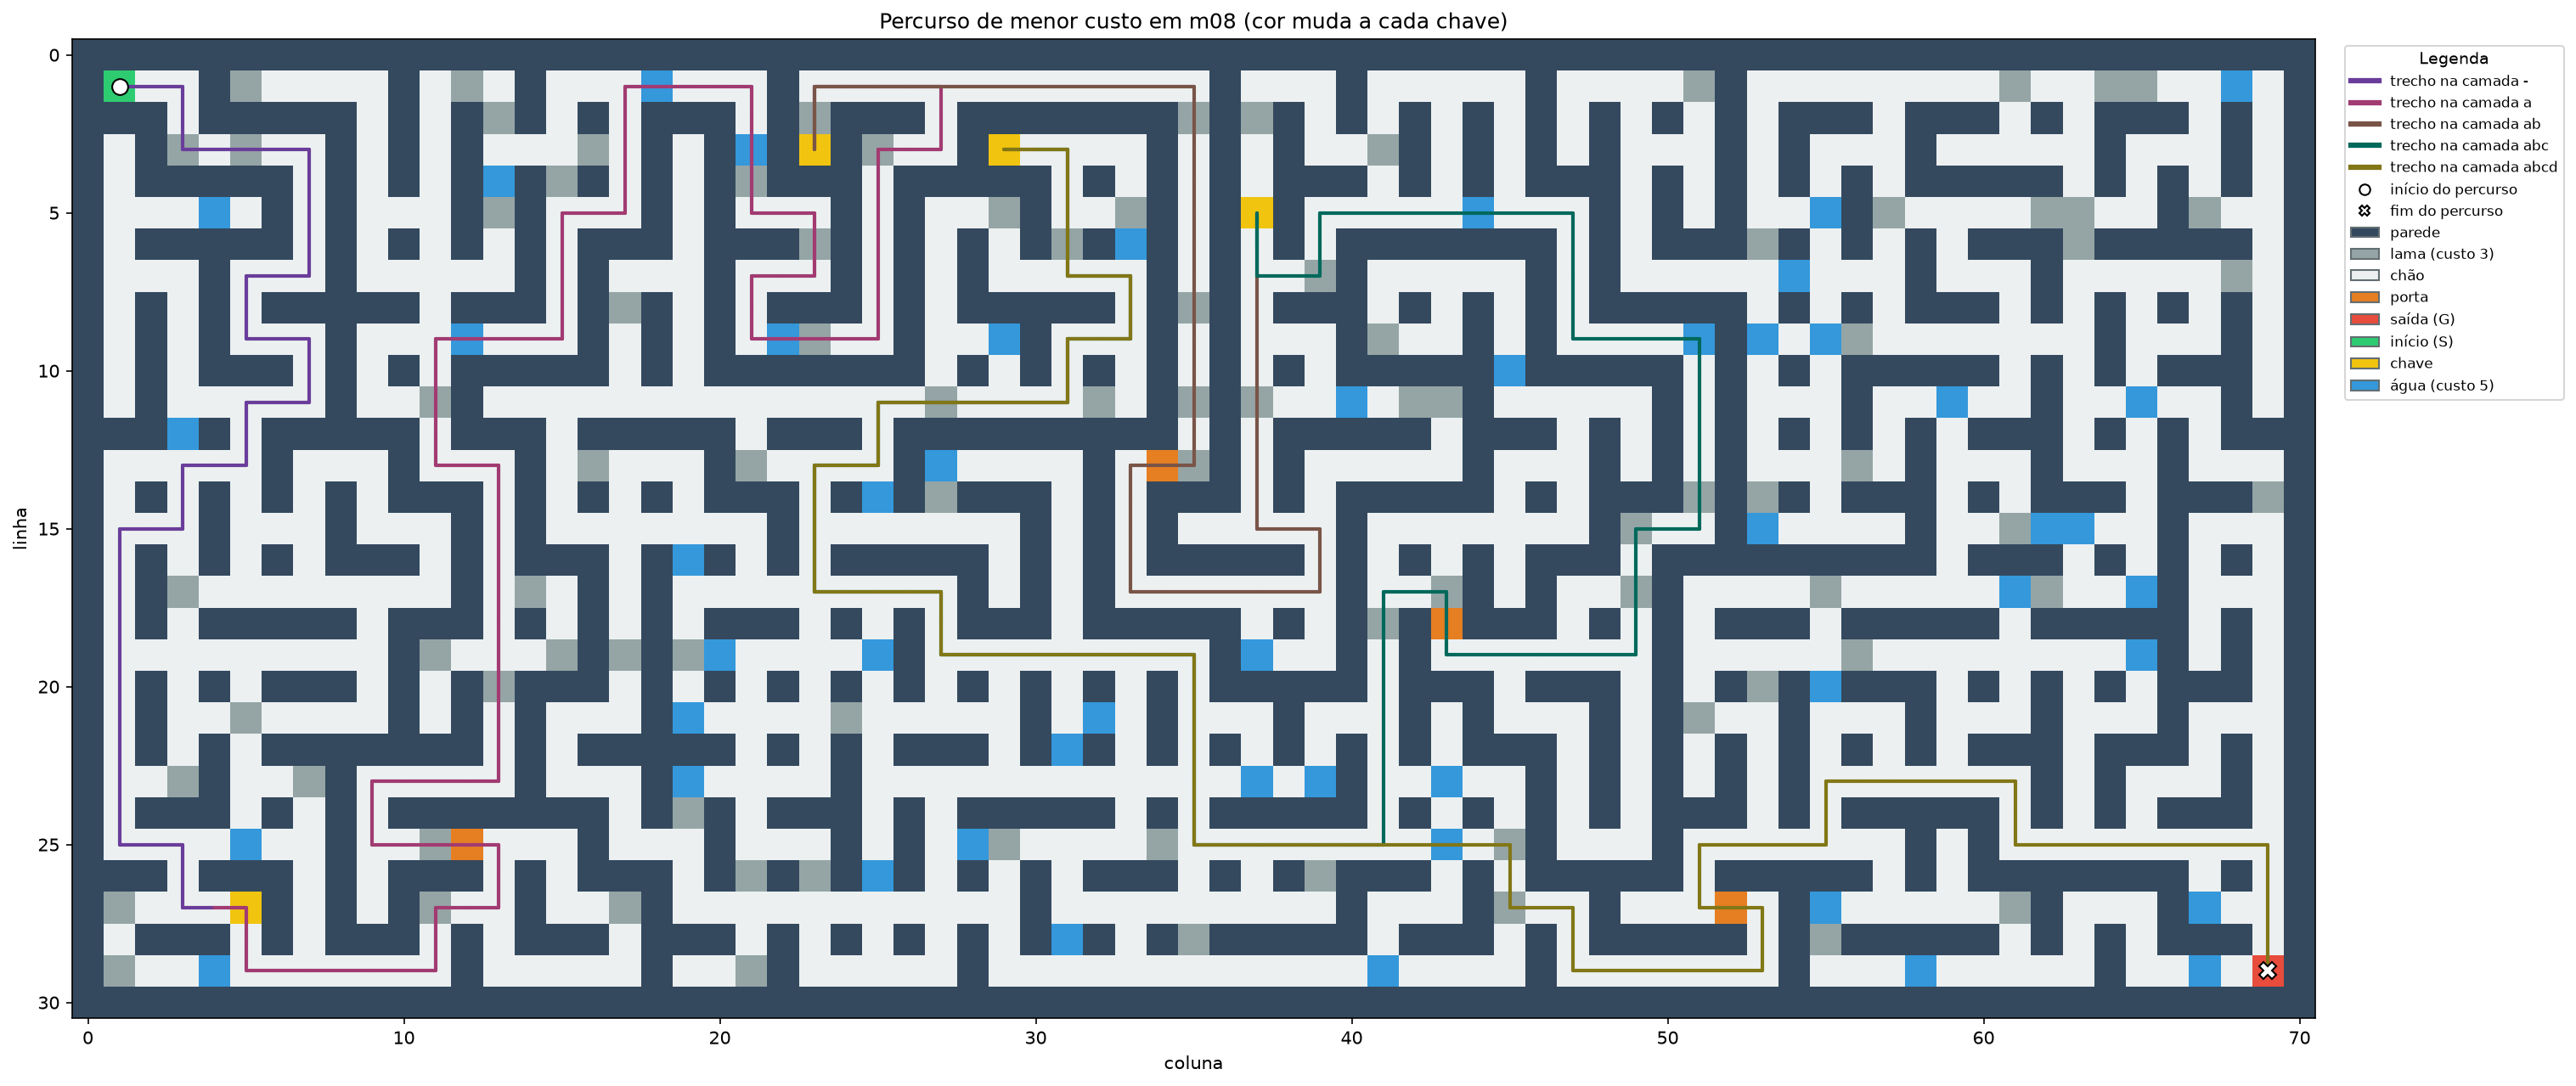 Percurso de menor custo em m08 (cor muda a cada chave)
Legenda
trecho na camada -
trecho na camada a
trecho na camada ab
trecho na camada abc
trecho na camada abcd
início do percurso
fim do percurso
parede
lama (custo 3)
chão
porta
saída (G)
início (S)
chave
água (custo 5)
linha
0
5
10
15
20
25
30
0
10
20
30
40
50
60
70
coluna